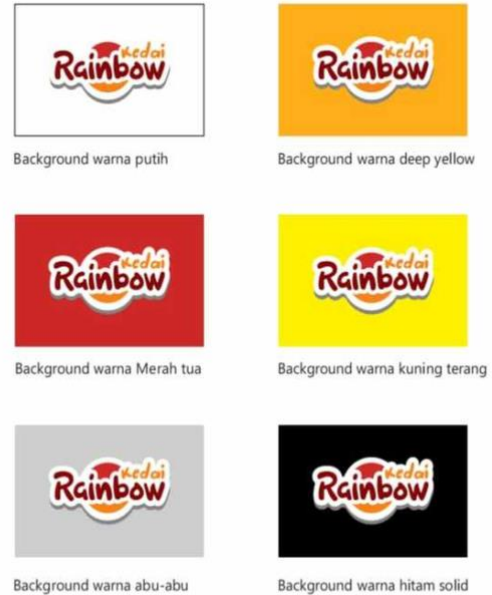 Kedai
Rainbow
Background warna putih
Kedai
Rainbow
Background warna deep yellow
Kedai
Rainbow
Background warna Merah tua
Kedai
Rainbow
Background warna kuning terang
Kedai
Rainbow
Background warna abu-abu
Kedai
Rainbow
Background warna hitam solid